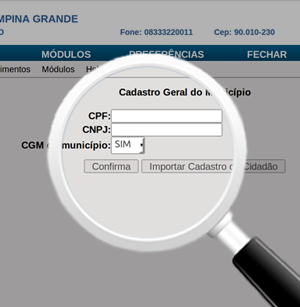 MPINA GRANDE
Fone: 08333220011 Cep: 90.010-230
MÓDULOS PREFERÊNCIAS FECHAR
imentos Módulos
Cadastro Geral do Município
CPF:
CNPJ:
CGM município:
SIM
Confirma Importar Cadastro Cidadão